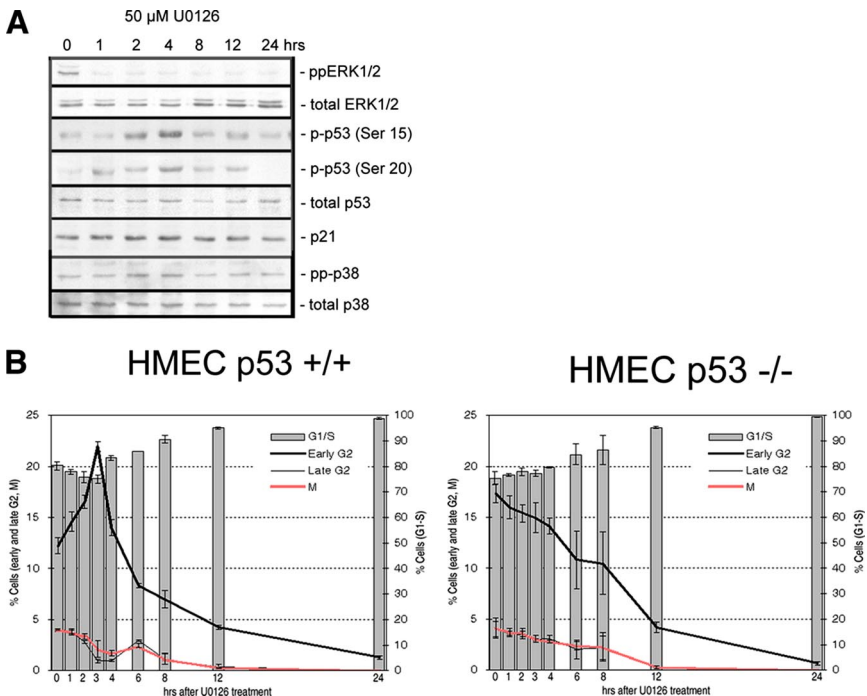 A
50 µM U0126
0 1 2 4 8 12 24 hrs
- ppERK1/2
- total ERK1/2
- p-p53 (Ser 15)
- p-p53 (Ser 20)
- total p53
- p21
- pp-p38
- total p38
B
HMEC p53 +/+
25
20
15
10
5
0
% Cells (early and late G2, M)
100
90
80
70
60
50
40
30
20
10
0
% Cells (G1-S)
G1/S
Early G2
Late G2
M
0 1 2 3 4 6 8 12 24
hrs after U0126 treatment
HMEC p53 -/-
25
20
15
10
5
0
% Cells (early and late G2, M)
100
90
80
70
60
50
40
30
20
10
0
% Cells (G1-S)
G1/S
Early G2
Late G2
M
0 1 2 3 4 6 8 12 24
hrs after U0126 treatment